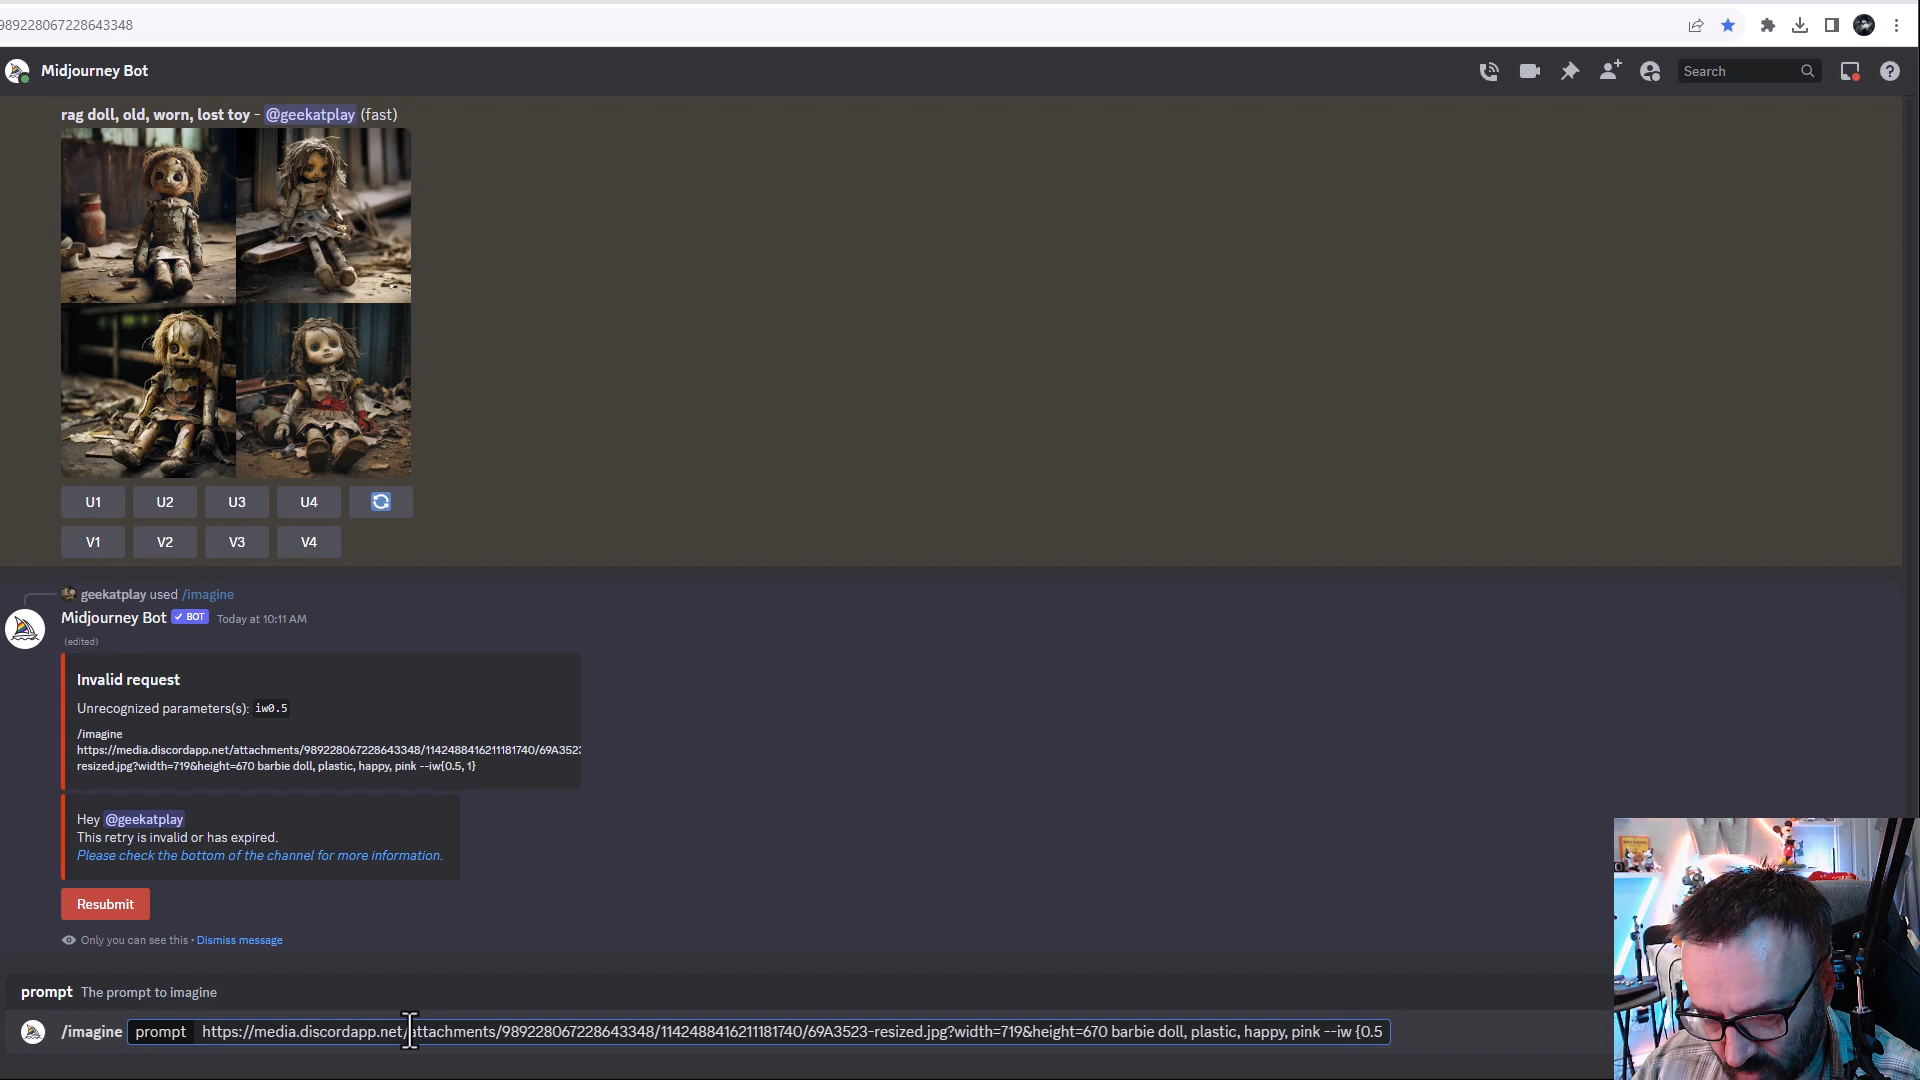 989228067228643348
Midjourney Bot
Search
rag doll, old, worn, lost toy - @geekatplay (fast)
U1 U2 U3 U4
V1 V2 V3 V4
geekatplay used /imagine
Midjourney Bot ✓ BOT Today at 10:11 AM
(edited)
Invalid request
Unrecognized parameters(s): iw0.5
/imagine
https://media.discordapp.net/attachments/989228067228643348/1142488416211181740/69A3523
resized.jpg?width=719&height=670 barbie doll, plastic, happy, pink --iw{0.5, 1}
Hey @geekatplay
This retry is invalid or has expired.
Please check the bottom of the channel for more information.
Resubmit
Only you can see this • Dismiss message
prompt The prompt to imagine
/imagine prompt https://media.discordapp.net/attachments/989228067228643348/1142488416211181740/69A3523-resized.jpg?width=719&height=670 barbie doll, plastic, happy, pink --iw {0.5